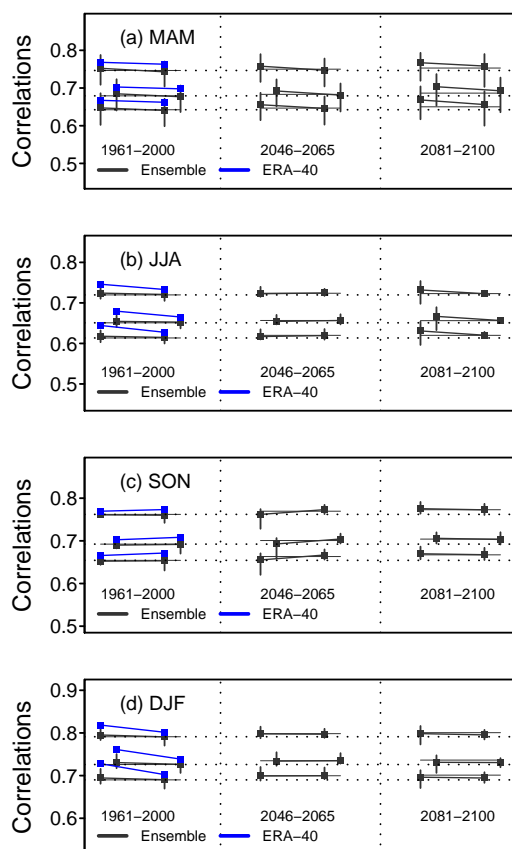 (a) MAM
Correlations
0.8
0.7
0.6
0.5
1961−2000
2046−2065
2081−2100
Ensemble
ERA−40
(b) JJA
Correlations
0.8
0.7
0.6
0.5
1961−2000
2046−2065
2081−2100
Ensemble
ERA−40
(c) SON
Correlations
0.8
0.7
0.6
0.5
1961−2000
2046−2065
2081−2100
Ensemble
ERA−40
(d) DJF
Correlations
0.9
0.8
0.7
0.6
1961−2000
2046−2065
2081−2100
Ensemble
ERA−40